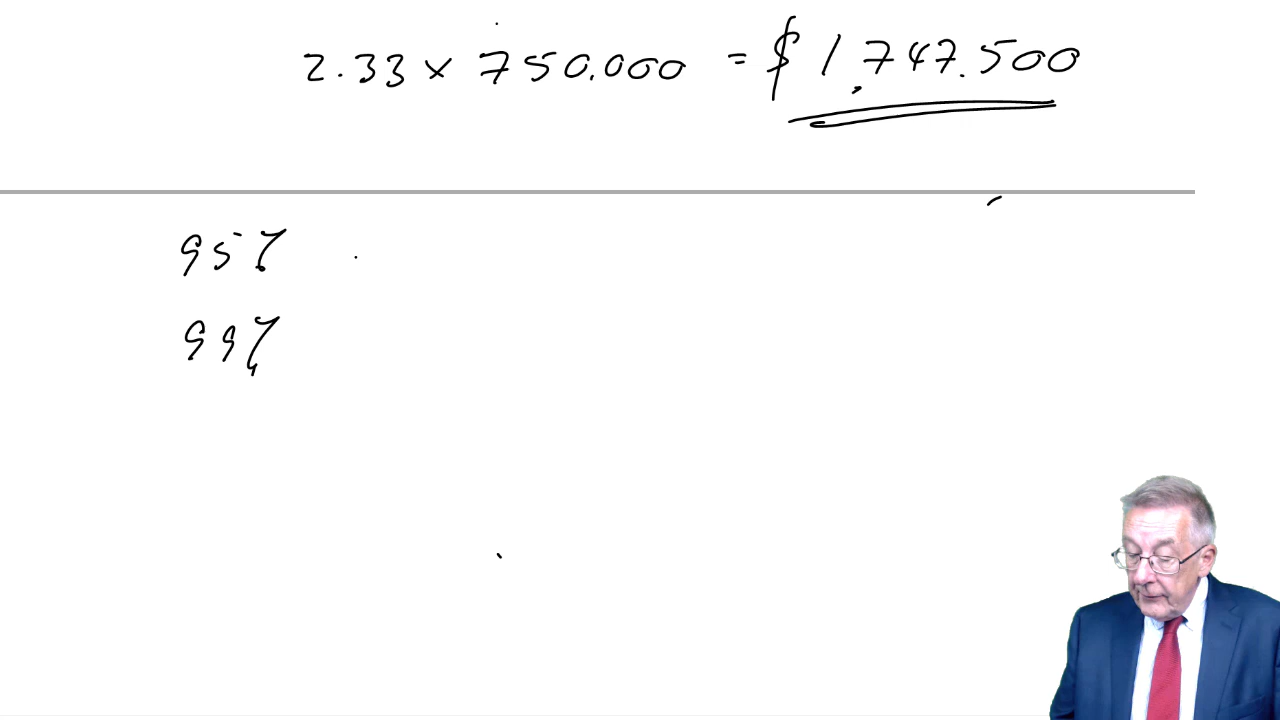 2.33 × 750.000 = $1,747.500
95%
99%